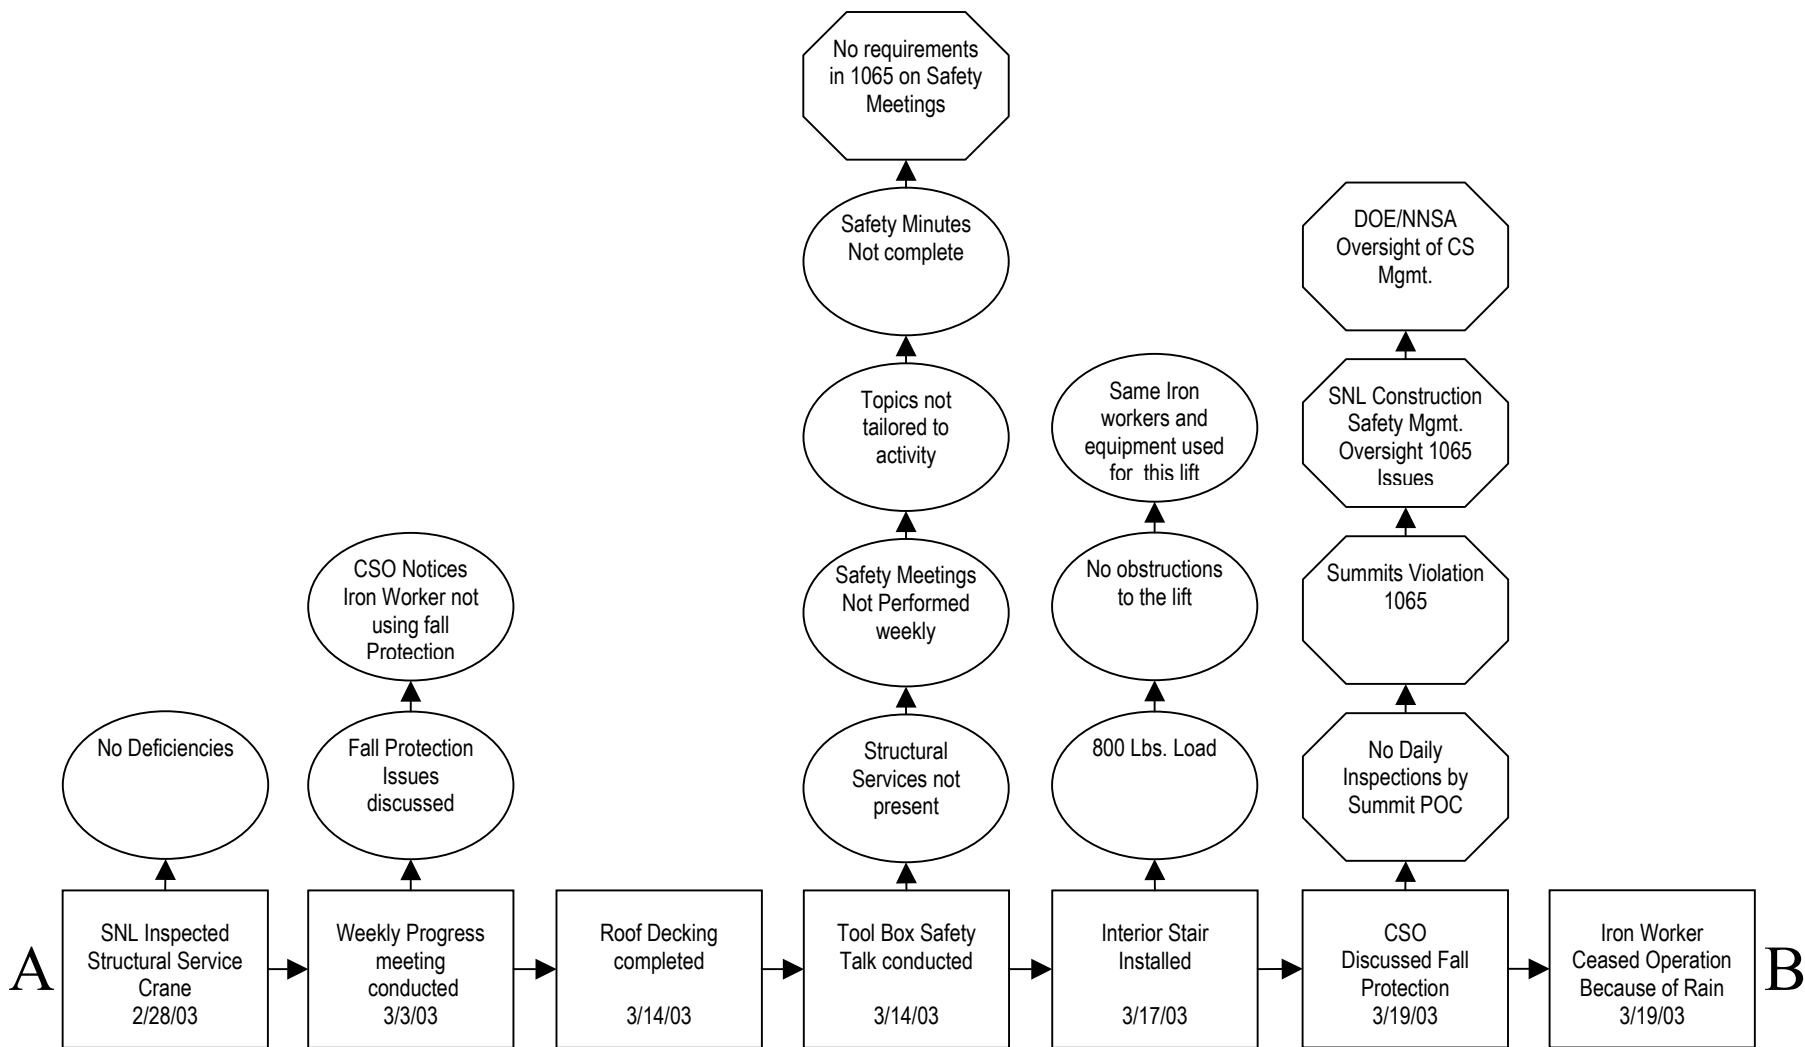 No requirements
in 1065 on Safety
Meetings
Safety Minutes
Not complete
DOE/NNSA
Oversight of CS
Mgmt.
Topics not
tailored to
activity
Same Iron
workers and
equipment used
for this lift
SNL Construction
Safety Mgmt.
Oversight 1065
Issues
CSO Notices
Iron Worker not
using fall
Protection
Safety Meetings
Not Performed
weekly
No obstructions
to the lift
Summits Violation
1065
No Deficiencies
Fall Protection
Issues
discussed
Structural
Services not
present
800 Lbs. Load
No Daily
Inspections by
Summit POC
A
SNL Inspected
Structural Service
Crane
2/28/03
Weekly Progress
meeting
conducted
3/3/03
Roof Decking
completed
3/14/03
Tool Box Safety
Talk conducted
3/14/03
Interior Stair
Installed
3/17/03
CSO
Discussed Fall
Protection
3/19/03
Iron Worker
Ceased Operation
Because of Rain
3/19/03
B